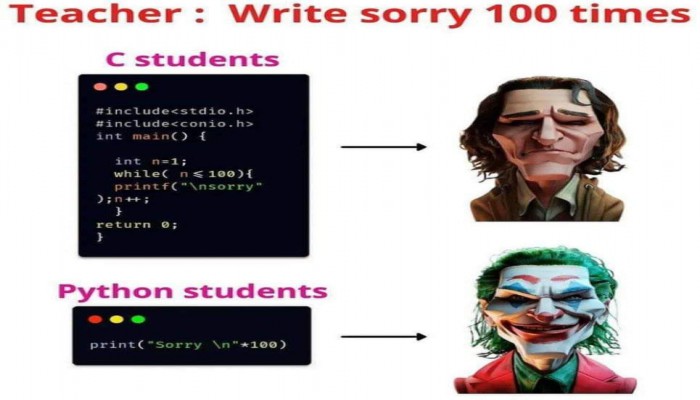 Teacher : Write sorry 100 times
C students
#include<stdio.h>
#include<conio.h>
int main() {
int n=1;
while( n≤100){
printf("\nsorry"
);n++;
}
return 0;
}
Python students
print("Sorry \n"*100)